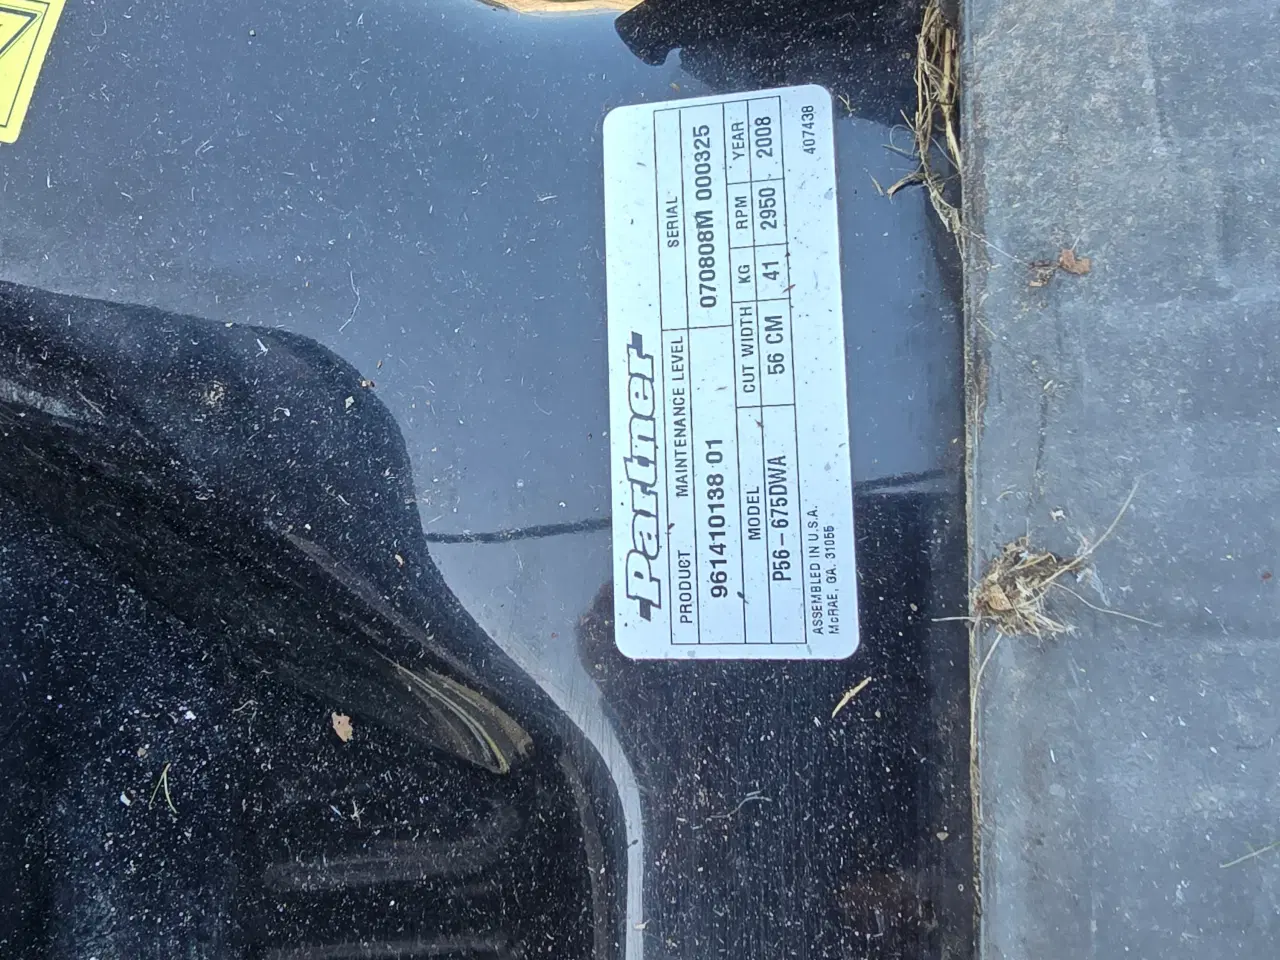 Partner
PRODUCT MAINTENANCE LEVEL SERIAL
961410138 01 070808M 000325
MODEL CUT WIDTH KG RPM YEAR
P56-675DWA 56 CM 41 2950 2008
ASSEMBLED IN U.S.A. 407438
McRAE, GA. 31055